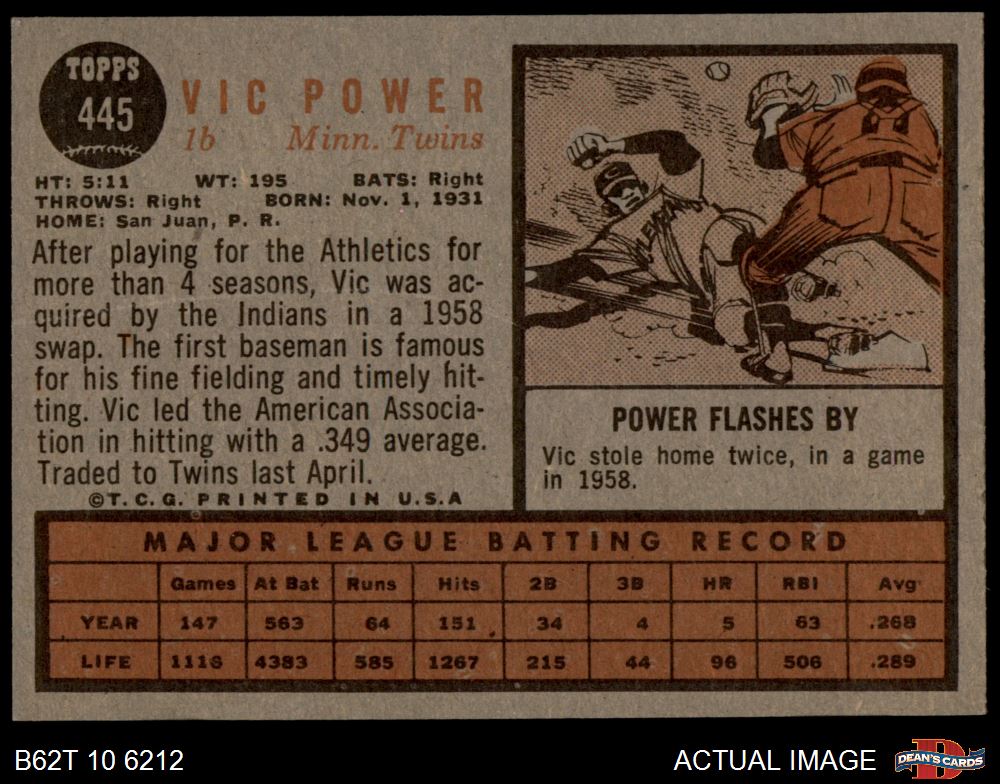 TOPPS
445
VIC POWER
1b Minn. Twins
HT: 5:11 WT: 195 BATS: Right
THROWS: Right BORN: Nov. 1, 1931
HOME: San Juan, P. R.
After playing for the Athletics for
more than 4 seasons, Vic was ac-
quired by the Indians in a 1958
swap. The first baseman is famous
for his fine fielding and timely hit-
ting. Vic led the American Associa-
tion in hitting with a .349 average.
Traded to Twins last April.
©T.C.G. PRINTED IN U.S.A
POWER FLASHES BY
Vic stole home twice, in a game
in 1958.
MAJOR LEAGUE BATTING RECORD
Games At Bat Runs Hits 2B 3B HR RBI Avg.
YEAR 147 563 64 151 34 4 5 63 .268
LIFE 1116 4383 585 1267 215 44 96 506 .289
B62T 10 6212
ACTUAL IMAGE
DEAN'S CARDS